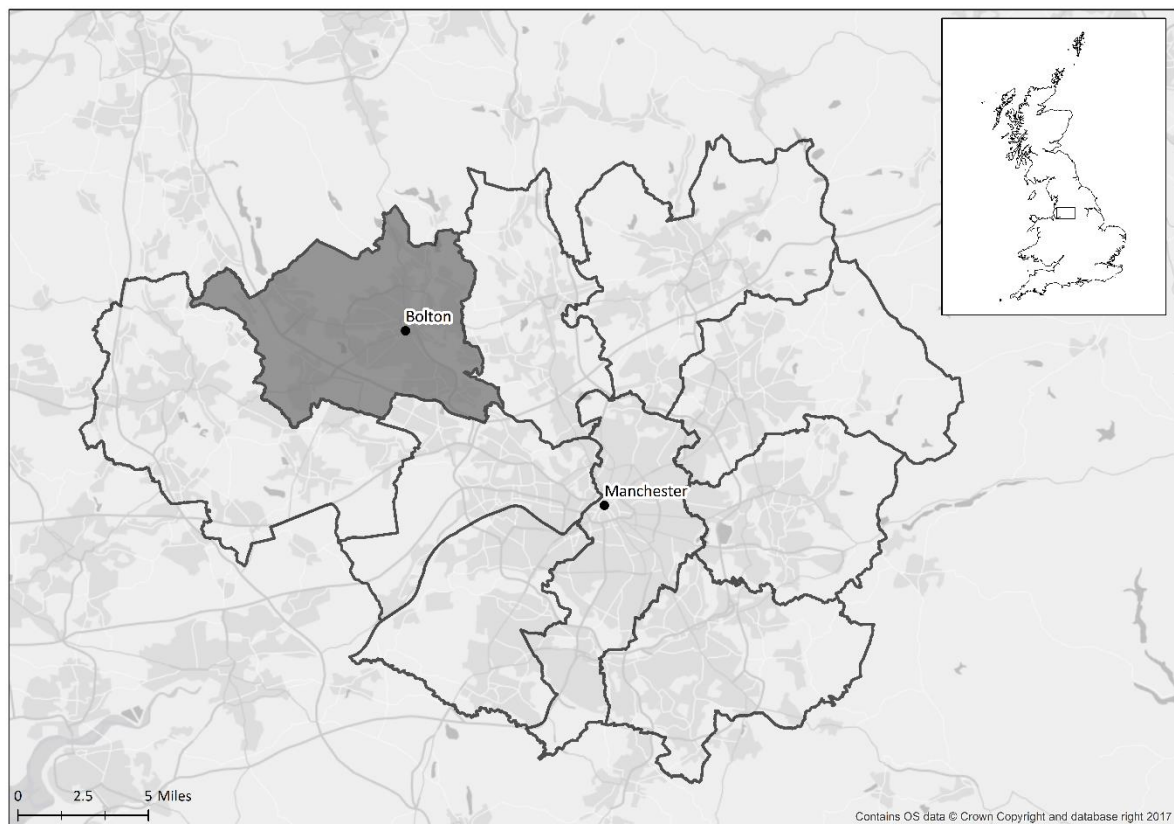 Bolton
Manchester
0 2.5 5 Miles
Contains OS data © Crown Copyright and database right 2017